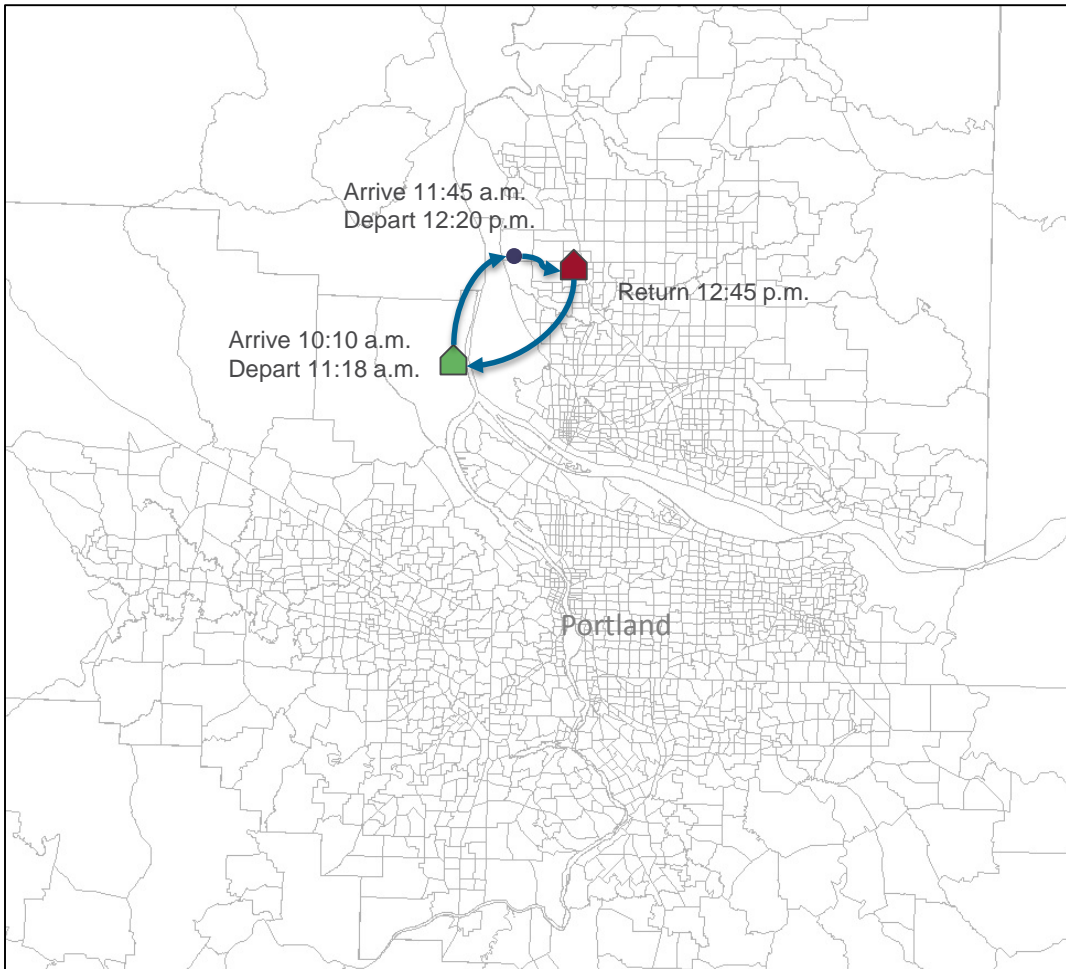 Arrive 11:45 a.m.
Depart 12:20 p.m.
Return 12:45 p.m.
Arrive 10:10 a.m.
Depart 11:18 a.m.
Portland